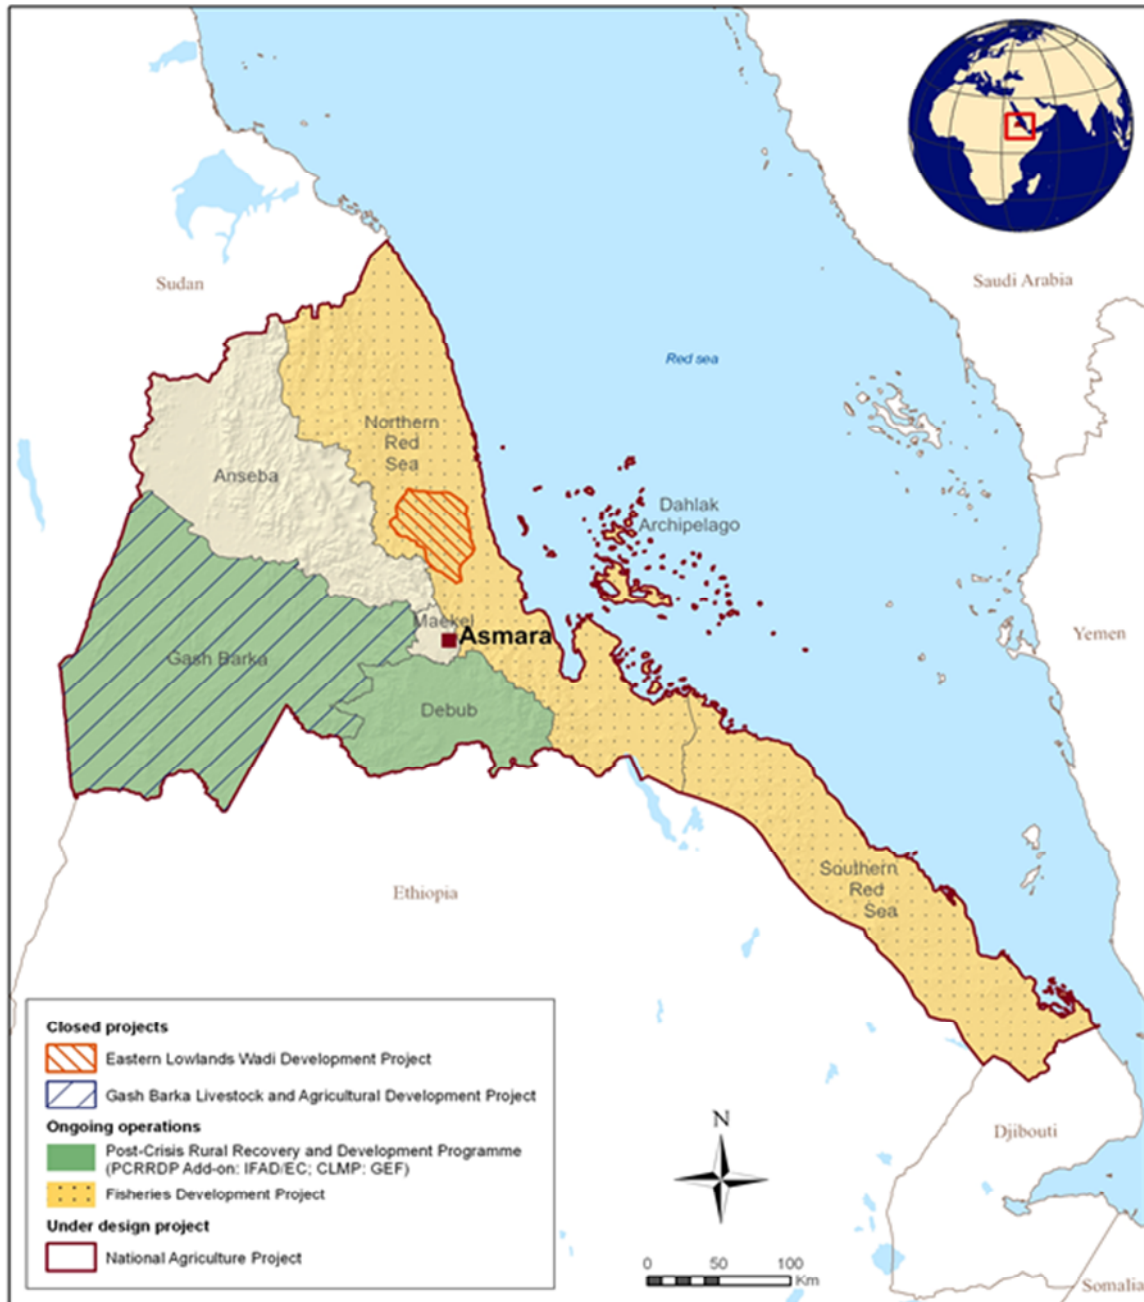 Sudan
Saudi Arabia
Red sea
Northern
Red
Sea
Anseba
Dahlak
Archipelago
Maekel
Asmara
Yemen
Gash Barka
Debub
Southern
Red
Sea
Ethiopia
Closed projects
Eastern Lowlands Wadi Development Project
Gash Barka Livestock and Agricultural Development Project
Ongoing operations
Post-Crisis Rural Recovery and Development Programme
(PCRRDP Add-on: IFAD/EC; CLMP: GEF)
Fisheries Development Project
Under design project
National Agriculture Project
N
Djibouti
0 50 100
Km
Somalia